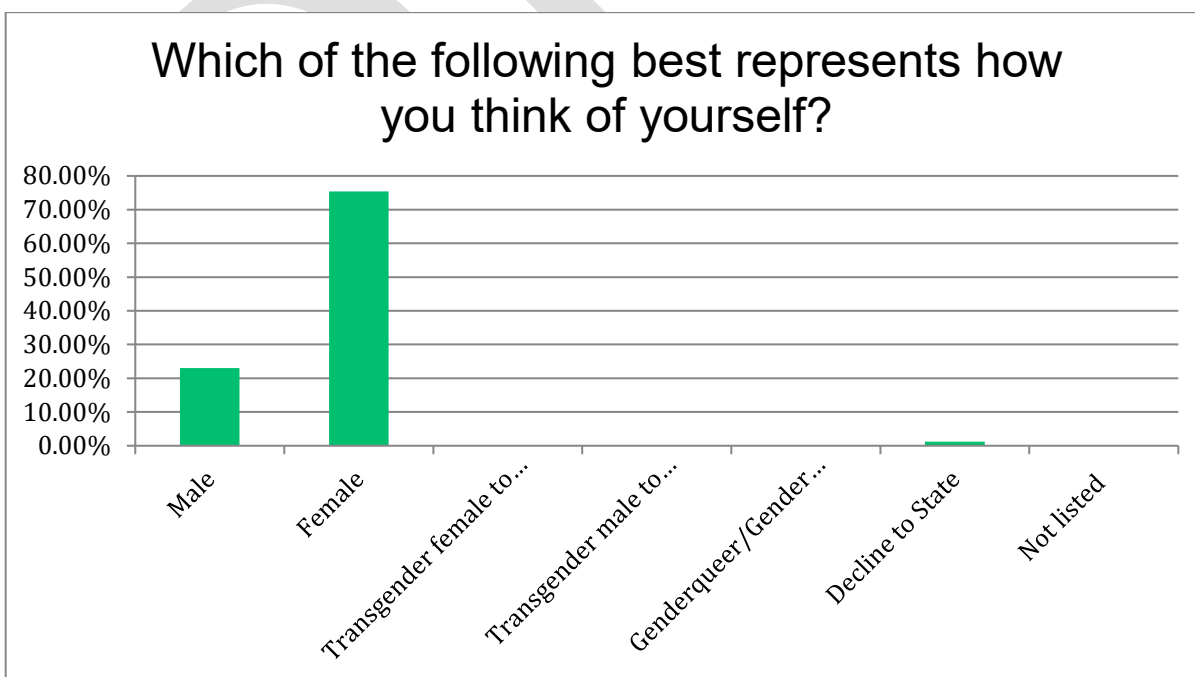 Which of the following best represents how
you think of yourself?
80.00%
70.00%
60.00%
50.00%
40.00%
30.00%
20.00%
10.00%
0.00%
Male
Female
Transgender female to...
Transgender male to...
Genderqueer/Gender...
Decline to State
Not listed